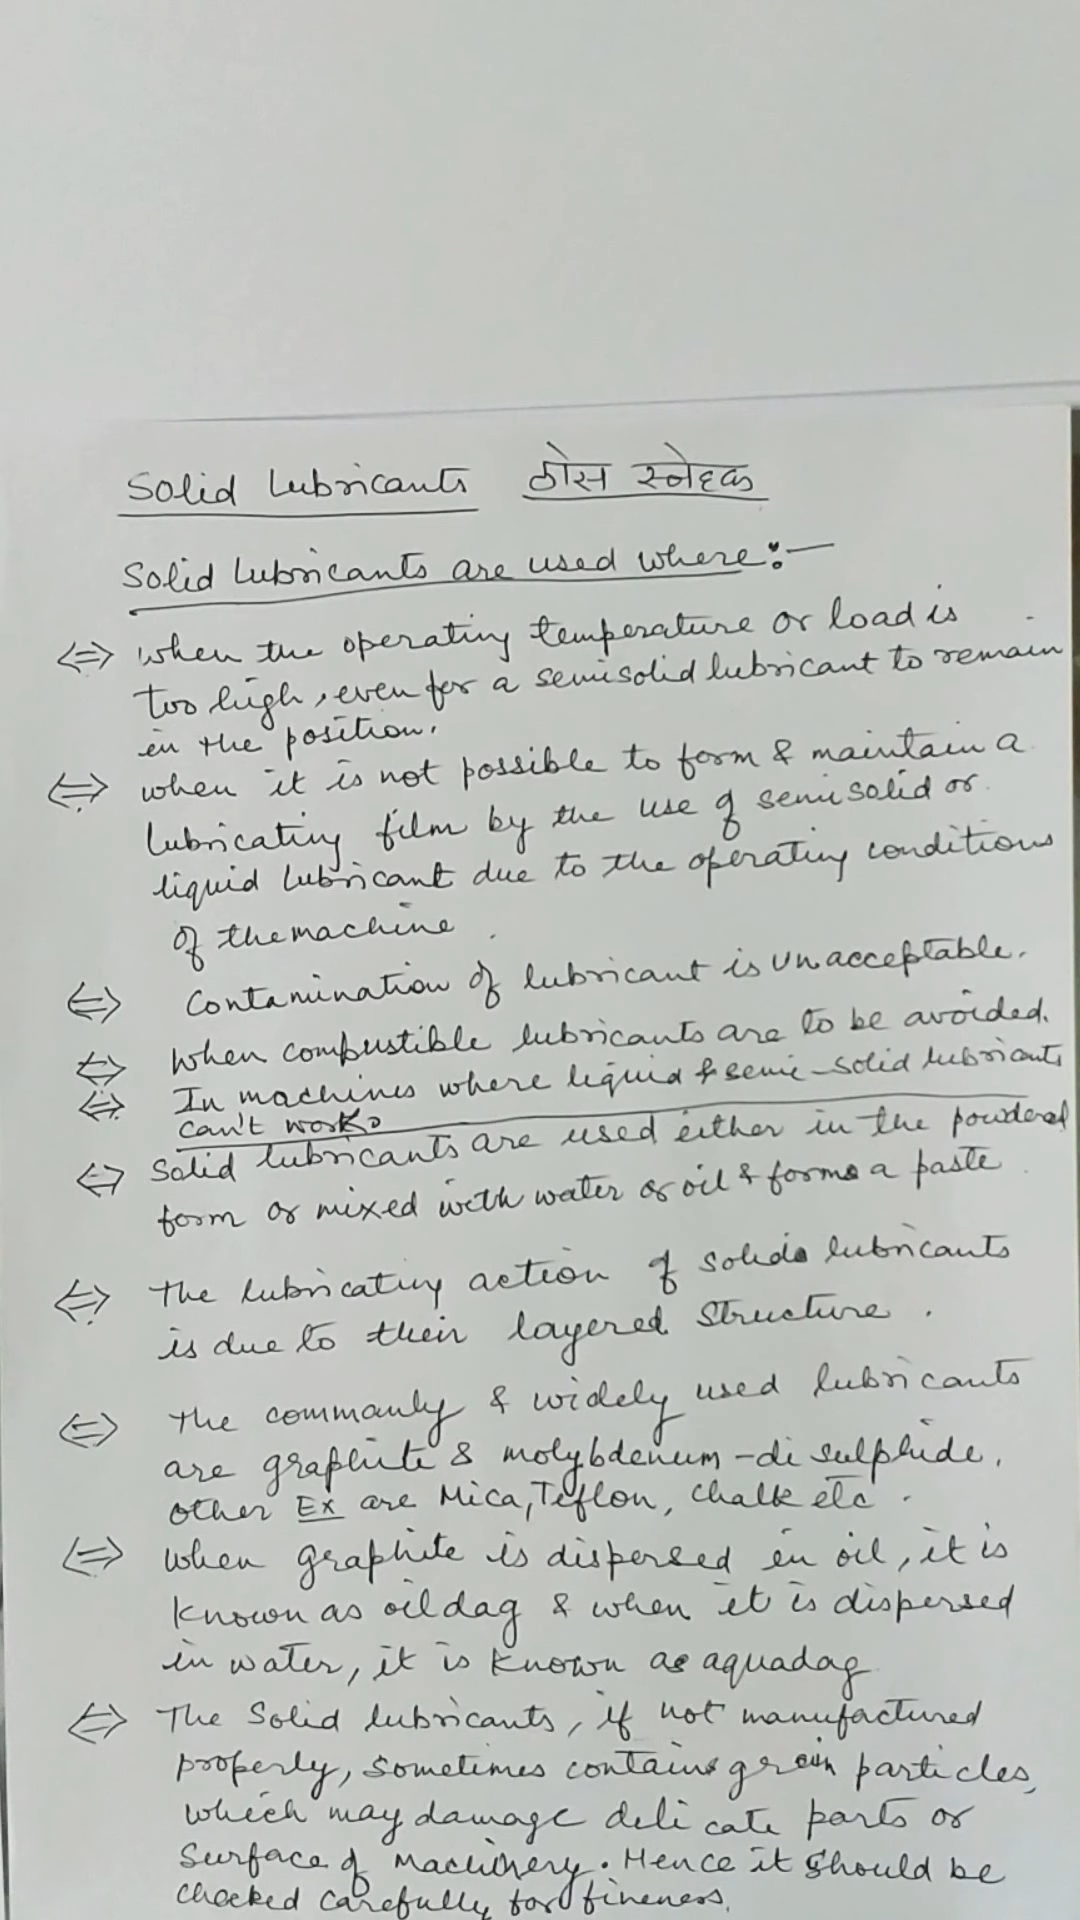 Solid Lubricants ठोस स्नेहक
Solid Lubricants are used where:—
⇔ when the operating temperature or load is
too high, even for a semisolid lubricant to remain
in the position.
⇔ when it is not possible to form & maintain a
lubricating film by the use of semisolid or
liquid lubricant due to the operating conditions
of the machine.
⇔ Contamination of lubricant is unacceptable.
⇔ When compustible lubricants are to be avoided.
⇔ In machines where liquid & semi-solid lubricants
can't work.
⇔ Solid lubricants are used either in the powdered
form or mixed with water or oil & forms a paste
⇔ The lubricating action of solids lubricants
is due to their layered structure.
⇔ The commanly & widely used lubricants
are graphite & molybdenum-di sulphide,
other Ex are Mica, Teflon, chalk etc.
⇔ when graphite is dispersed in oil, it is
known as oildag & when it is dispersed
in water, it is known as aquadag
⇔ The Solid lubricants, if not manufactured
properly, sometimes contains grain particles,
which may damage delicate parts or
surface of machinery. Hence it should be
checked carefully for fineness.